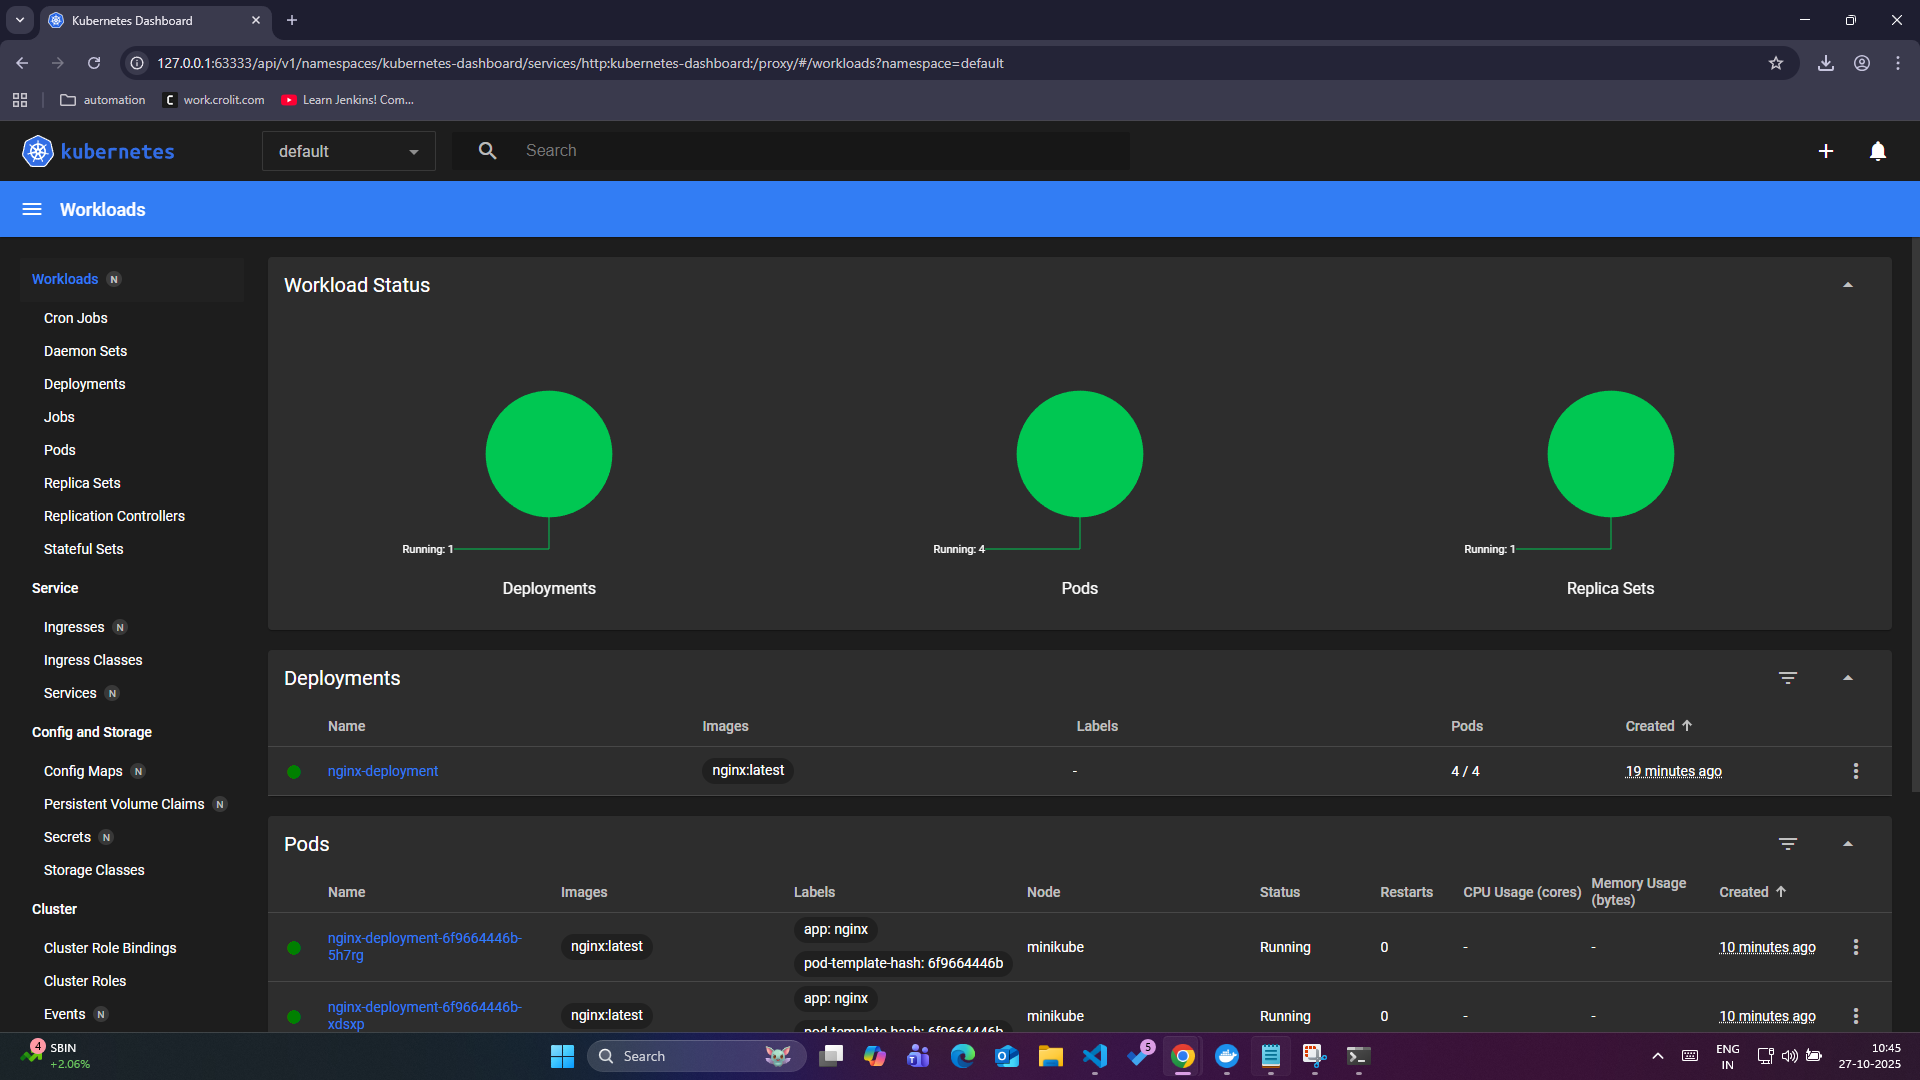 Kubernetes Dashboard
127.0.0.1:63333/api/v1/namespaces/kubernetes-dashboard/services/http:kubernetes-dashboard:/proxy/#/workloads?namespace=default
automation
work.crolit.com
Learn Jenkins! Com...
kubernetes
default
Search
Workloads
Workloads N
Cron Jobs
Daemon Sets
Deployments
Jobs
Pods
Replica Sets
Replication Controllers
Stateful Sets
Service
Ingresses N
Ingress Classes
Services N
Config and Storage
Config Maps N
Persistent Volume Claims N
Secrets N
Storage Classes
Cluster
Cluster Role Bindings
Cluster Roles
Events N
Workload Status
Running: 1
Deployments
Running: 4
Pods
Running: 1
Replica Sets
Deployments
Name Images Labels Pods Created
nginx-deployment nginx:latest - 4 / 4 19 minutes ago
Pods
Name Images Labels Node Status Restarts CPU Usage (cores) Memory Usage (bytes) Created
nginx-deployment-6f9664446b-5h7rg nginx:latest app: nginx pod-template-hash: 6f9664446b minikube Running 0 - - 10 minutes ago
nginx-deployment-6f9664446b-xdsxp nginx:latest app: nginx pod-template-hash: 6f9664446b minikube Running 0 - - 10 minutes ago
4
SBIN
+2.06%
Search
5
ENG
IN
10:45
27-10-2025